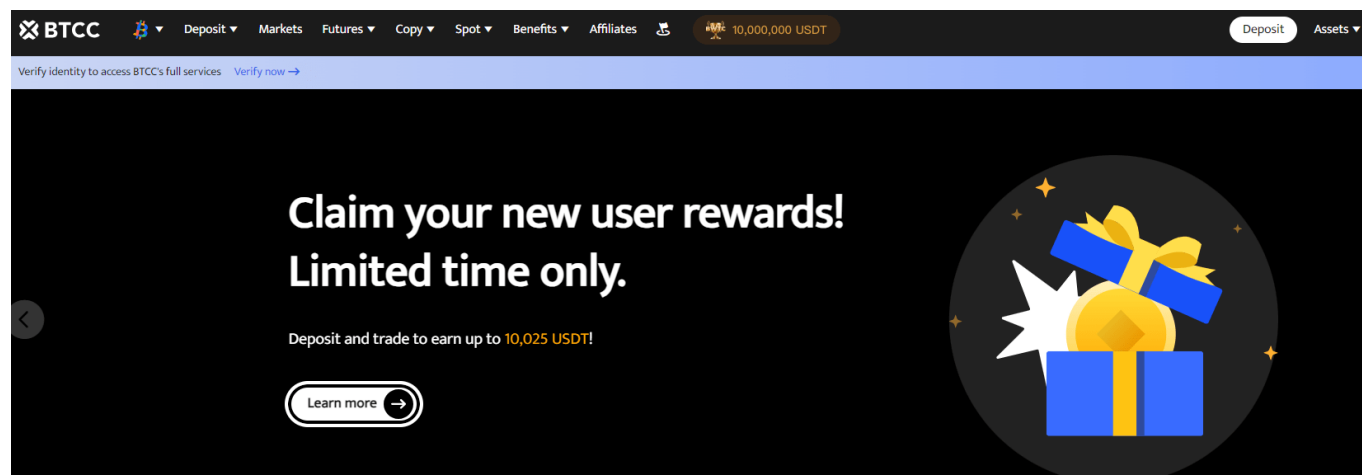 BTCC Deposit Markets Futures Copy Spot Benefits Affiliates 10,000,000 USDT Deposit Assets
Verify identity to access BTCC's full services Verify now →
Claim your new user rewards!
Limited time only.
Deposit and trade to earn up to 10,025 USDT!
Learn more →